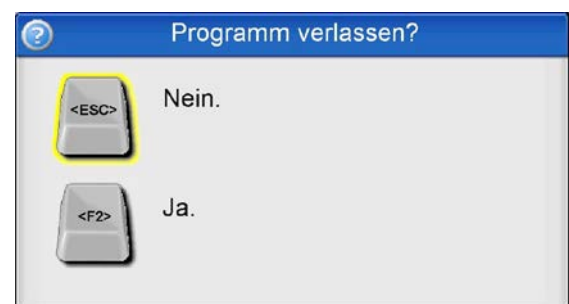 Programm verlassen?
<ESC> Nein.
<F2> Ja.